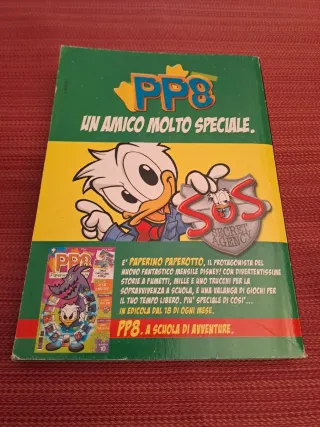 PP8
UN AMICO MOLTO SPECIALE.
SOS
SECRET
AGENCY
E' PAPERINO PAPEROTTO, IL PROTAGONISTA DEL
NUOVO FANTASTICO MENSILE DISNEY! CON DIVERTENTISSIME
STORIE A FUMETTI, MILLE E UNO TRUCCHI PER LA
SOPRAVVIVENZA A SCUOLA, E UNA VALANGA DI GIOCHI PER
IL TUO TEMPO LIBERO. PIU' SPECIALE DI COSI'...
IN EDICOLA DAL 18 DI OGNI MESE.
PP8. A SCUOLA DI AVVENTURE.
PP8